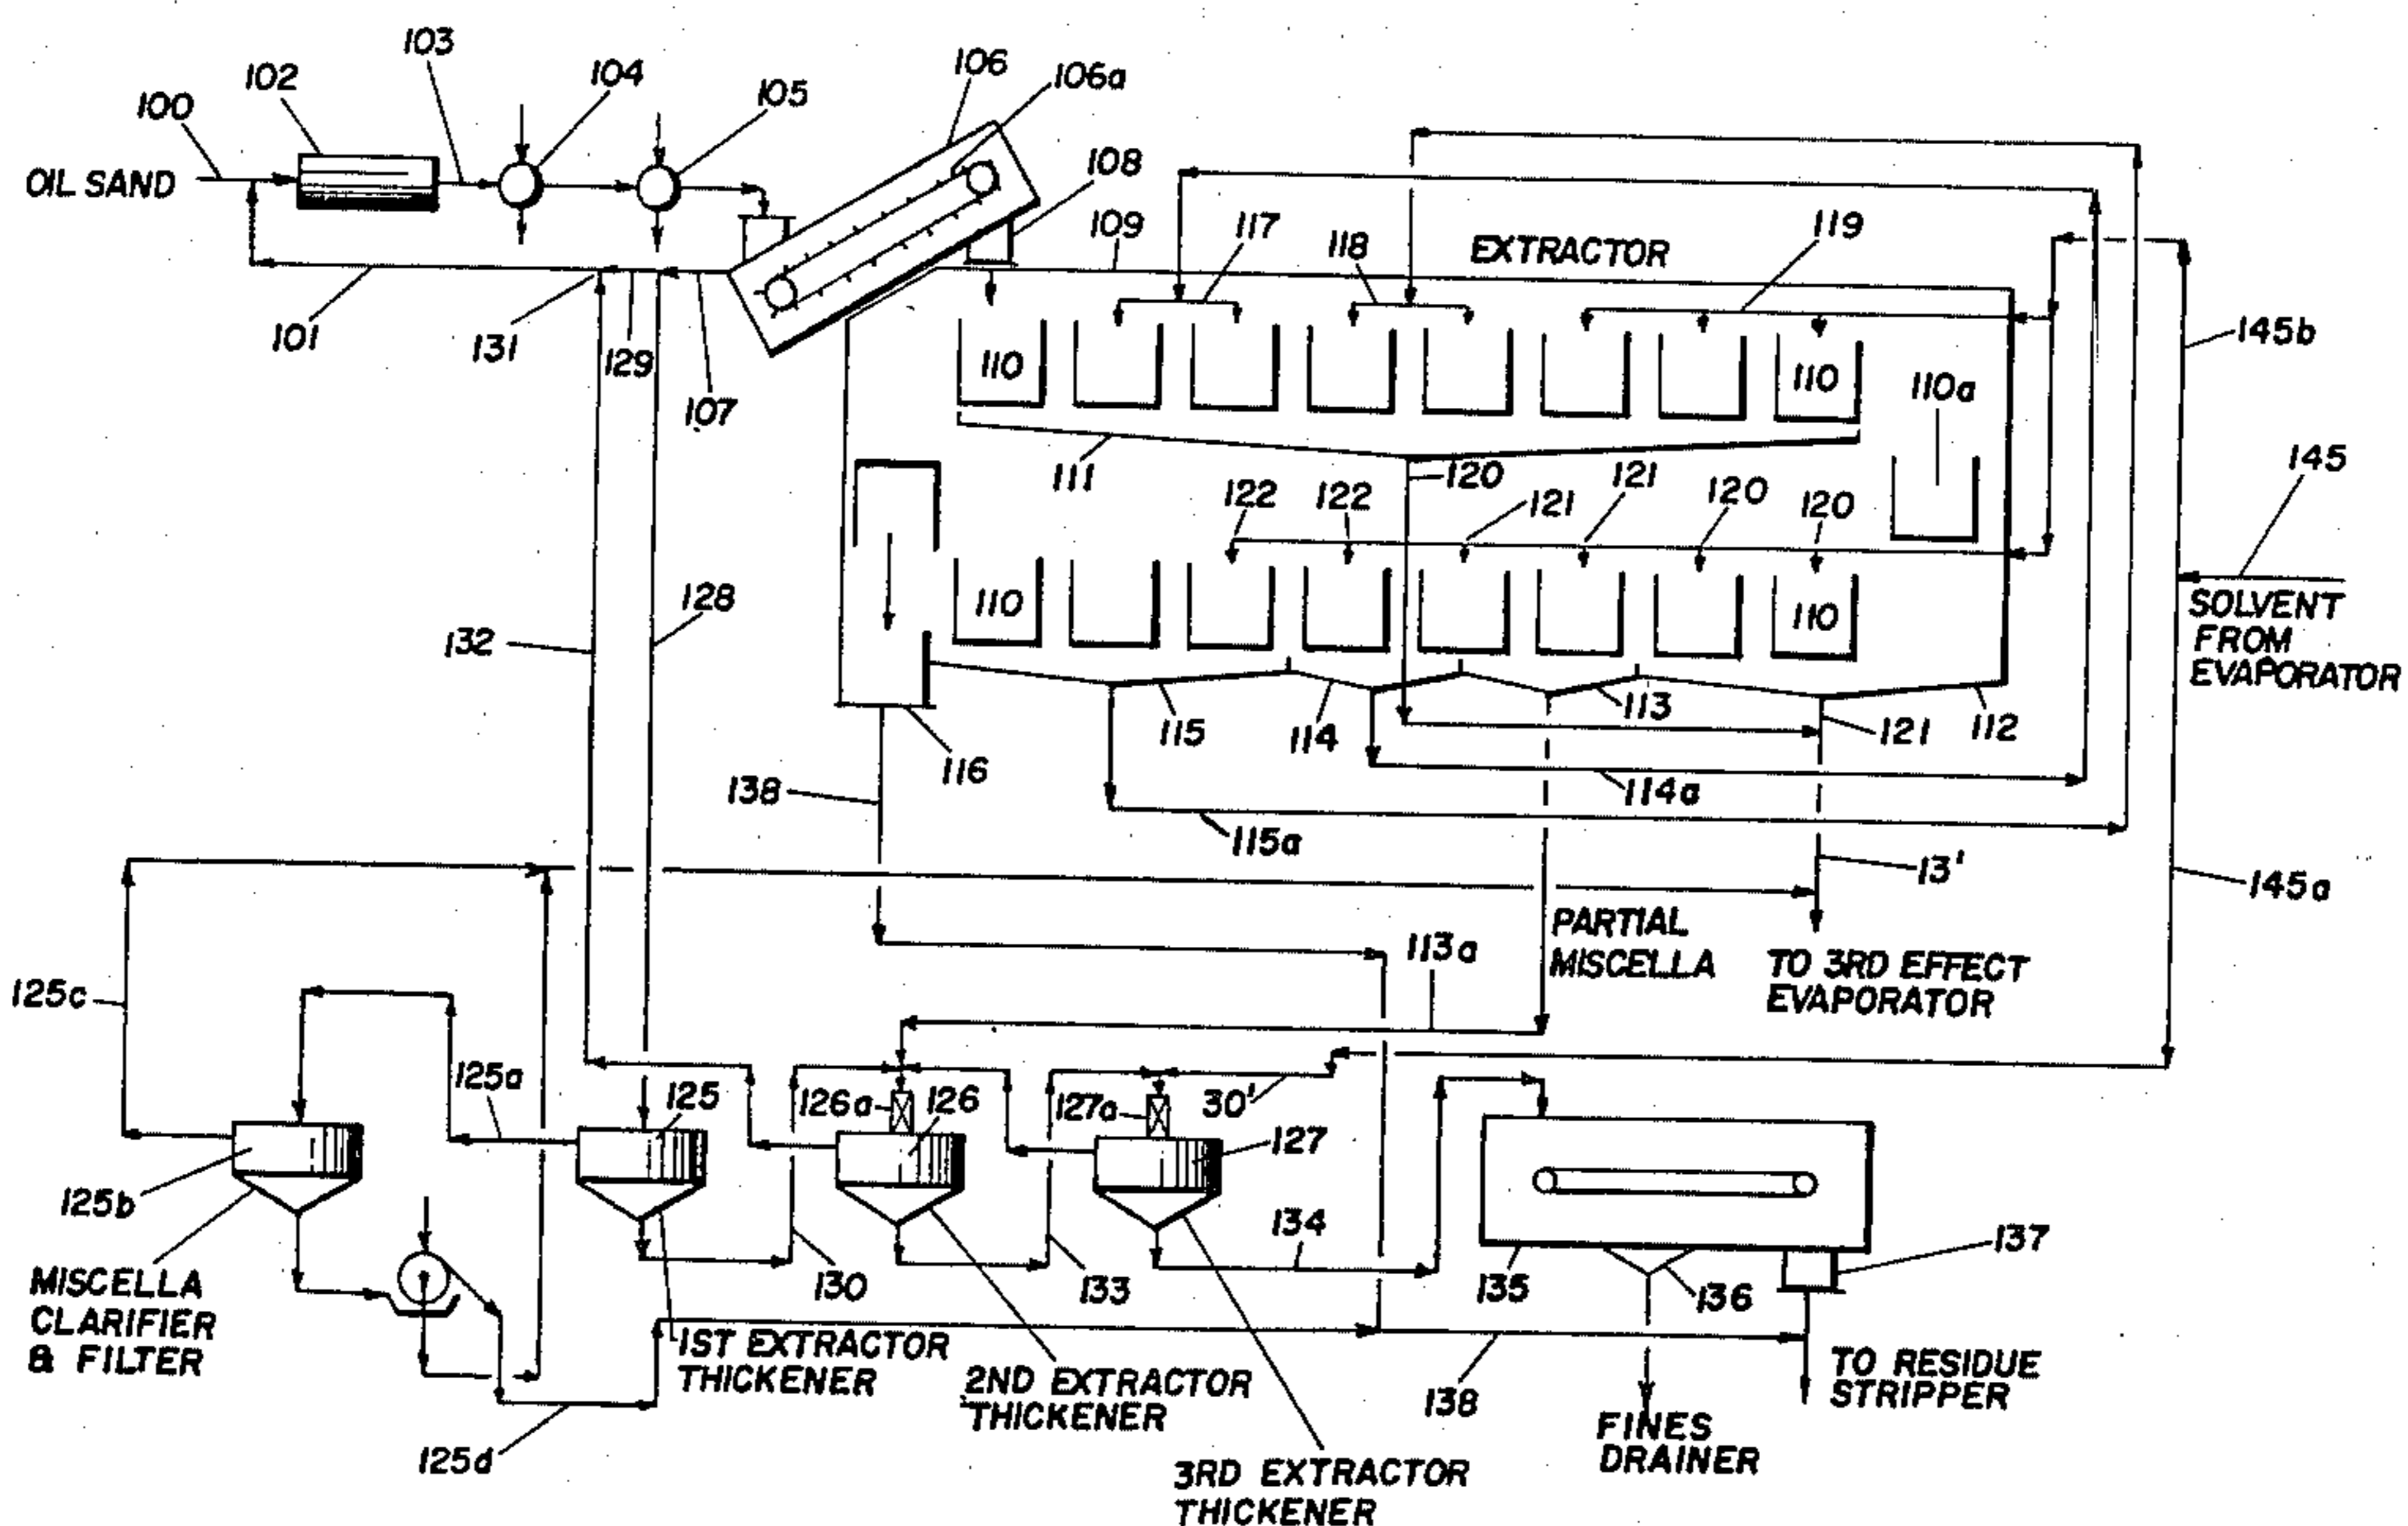 103
102
104
106
106a
105
100
108
OIL SAND
109
117
118
EXTRACTOR
119
101
131
129
107
145b
110
110
110a
111
120
145
122
122
121
121
120
120
132
128
110
110
SOLVENT
FROM
EVAPORATOR
115
114
113
121
112
116
138
114a
115a
13'
145a
PARTIAL
MISCELLA
113a
TO 3RD EFFECT
EVAPORATOR
125c
125a
125
126a
126
127a
30'
127
125b
134
137
130
133
135
136
MISCELLA
CLARIFIER
& FILTER
1ST EXTRACTOR
THICKENER
2ND EXTRACTOR
THICKENER
138
TO RESIDUE
STRIPPER
FINES
DRAINER
125d
3RD EXTRACTOR
THICKENER